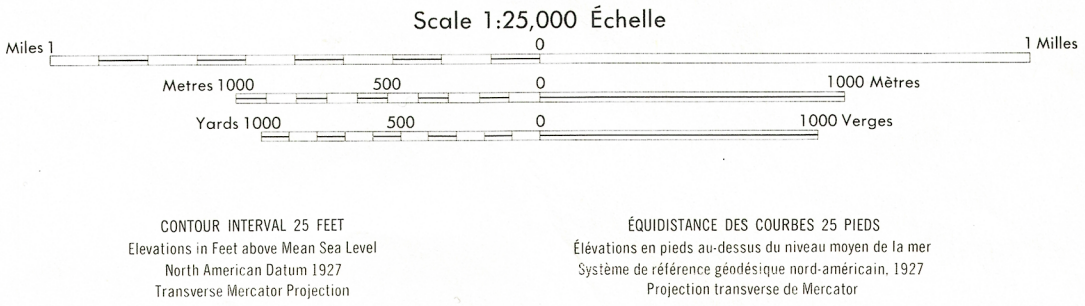 Scale 1:25,000 Échelle
Miles 1 0 1 Milles
Metres 1000 500 0 1000 Mètres
Yards 1000 500 0 1000 Verges
CONTOUR INTERVAL 25 FEET
Elevations in Feet above Mean Sea Level
North American Datum 1927
Transverse Mercator Projection
ÉQUIDISTANCE DES COURBES 25 PIEDS
Élévations en pieds au-dessus du niveau moyen de la mer
Système de référence géodésique nord-américain, 1927
Projection transverse de Mercator